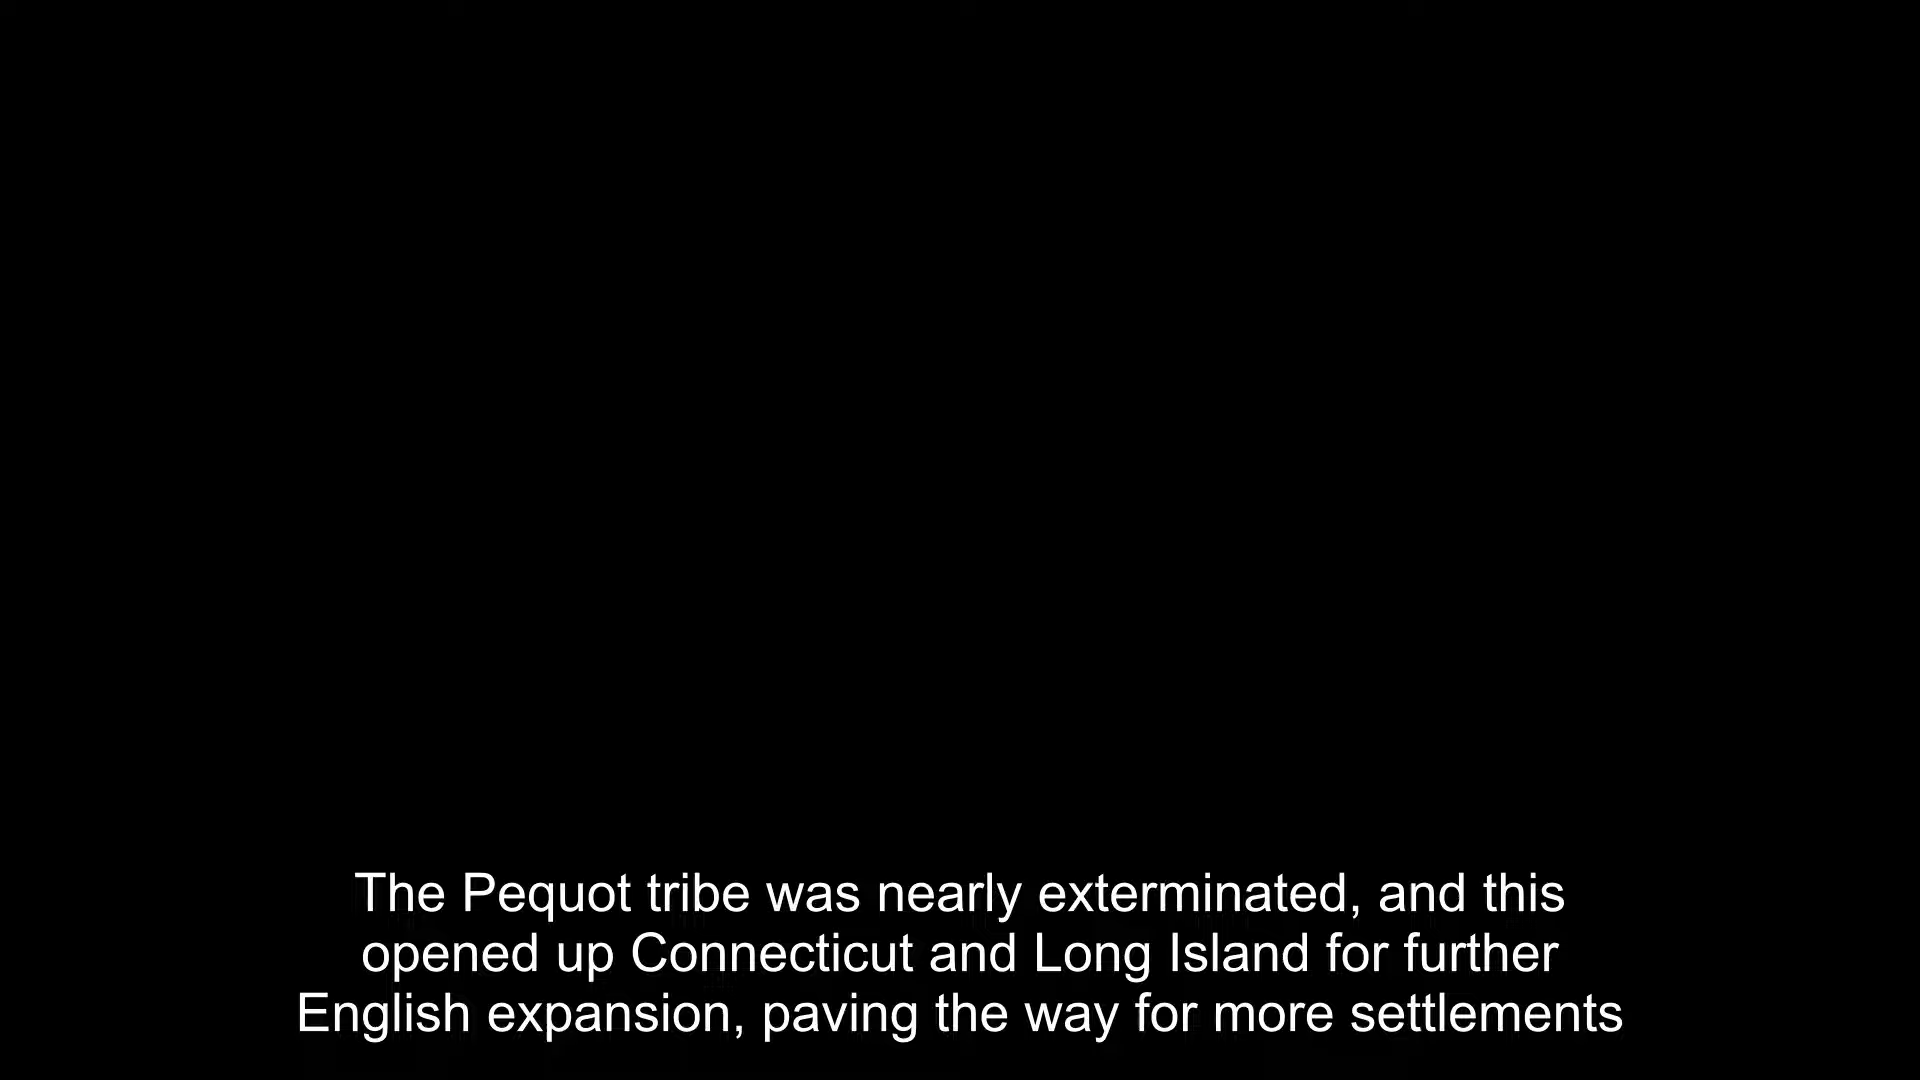 The Pequot tribe was nearly exterminated, and this
opened up Connecticut and Long Island for further
English expansion, paving the way for more settlements